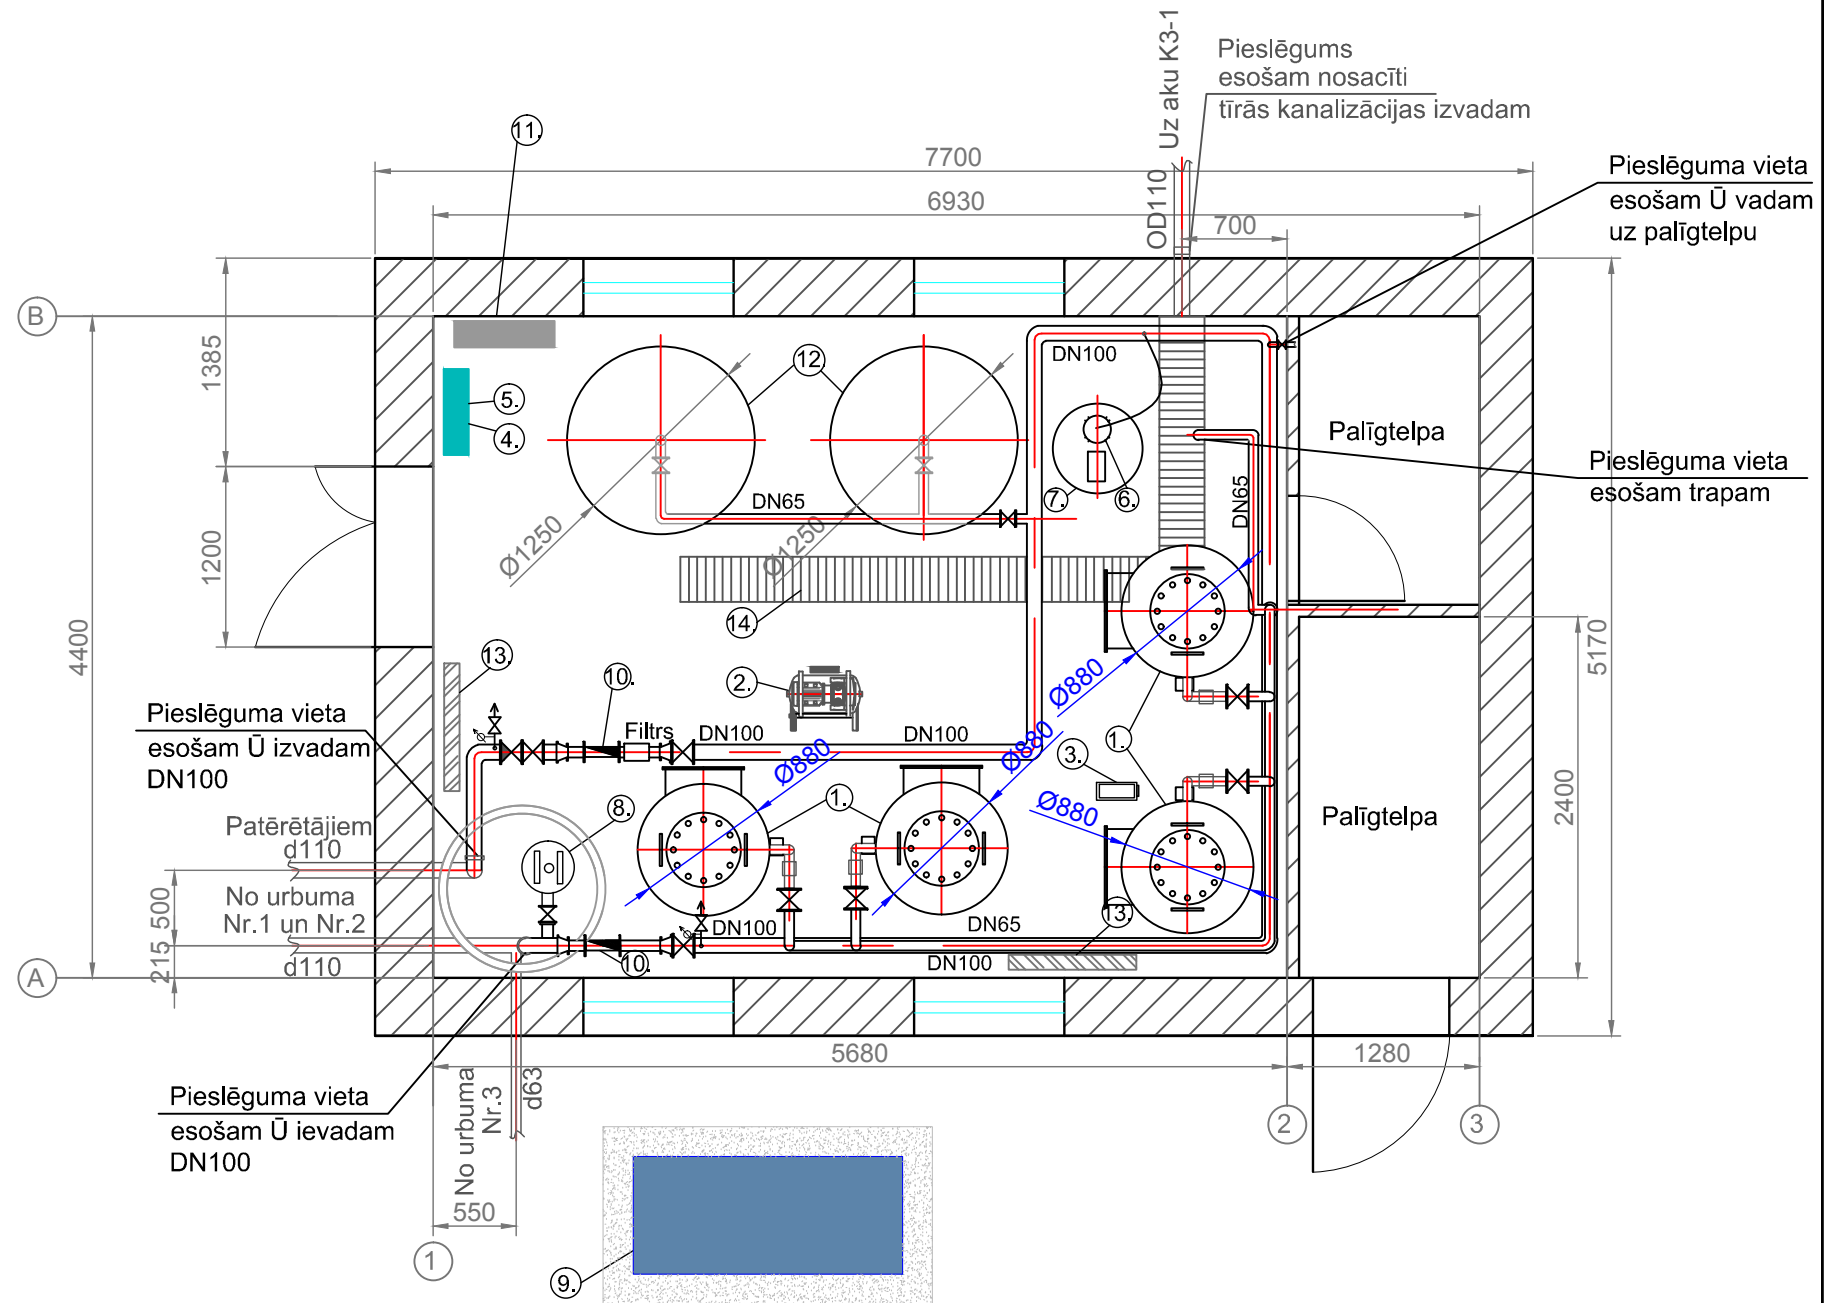 Uz aku K3-1
Pieslēgums
esošam nosacīti
tīrās kanalizācijas izvadam
11.
7700
Pieslēguma vieta
esošam Ū vadam
uz palīgtelpu
6930
OD110
700
B
1385
12
DN100
5.
4.
Palīgtelpa
Pieslēguma vieta
esošam trapam
7.
6.
DN65
DN65
Ø1250
Ø1250
1200
4400
14.
5170
13.
10.
2.
Ø880
Pieslēguma vieta
esošam Ū izvadam
DN100
Filtrs
DN100
DN100
Ø880
Ø880
3.
1.
2400
1.
Ø880
8.
Palīgtelpa
Patērētājiem
d110
No urbuma
Nr.1 un Nr.2
d110
500
215
DN100
DN65
13.
10.
DN100
A
5680
1280
Pieslēguma vieta
esošam Ū ievadam
DN100
No urbuma
Nr.3
d63
2
3
550
1
9.